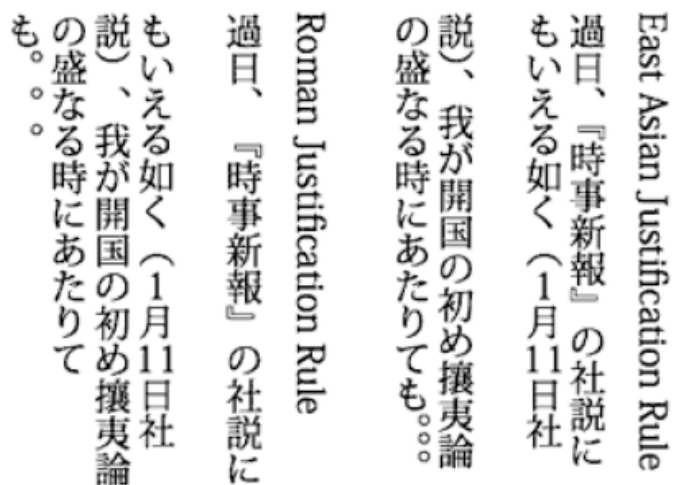 East Asian Justification Rule
過日、『時事新報』の社説に
もいえる如く（1月11日社
説）、我が開国の初め攘夷論
の盛なる時にあたりても。。。
Roman Justification Rule
過日、『時事新報』の社説に
もいえる如く（1月11日社
説）、我が開国の初め攘夷論
の盛なる時にあたりて
も。。。